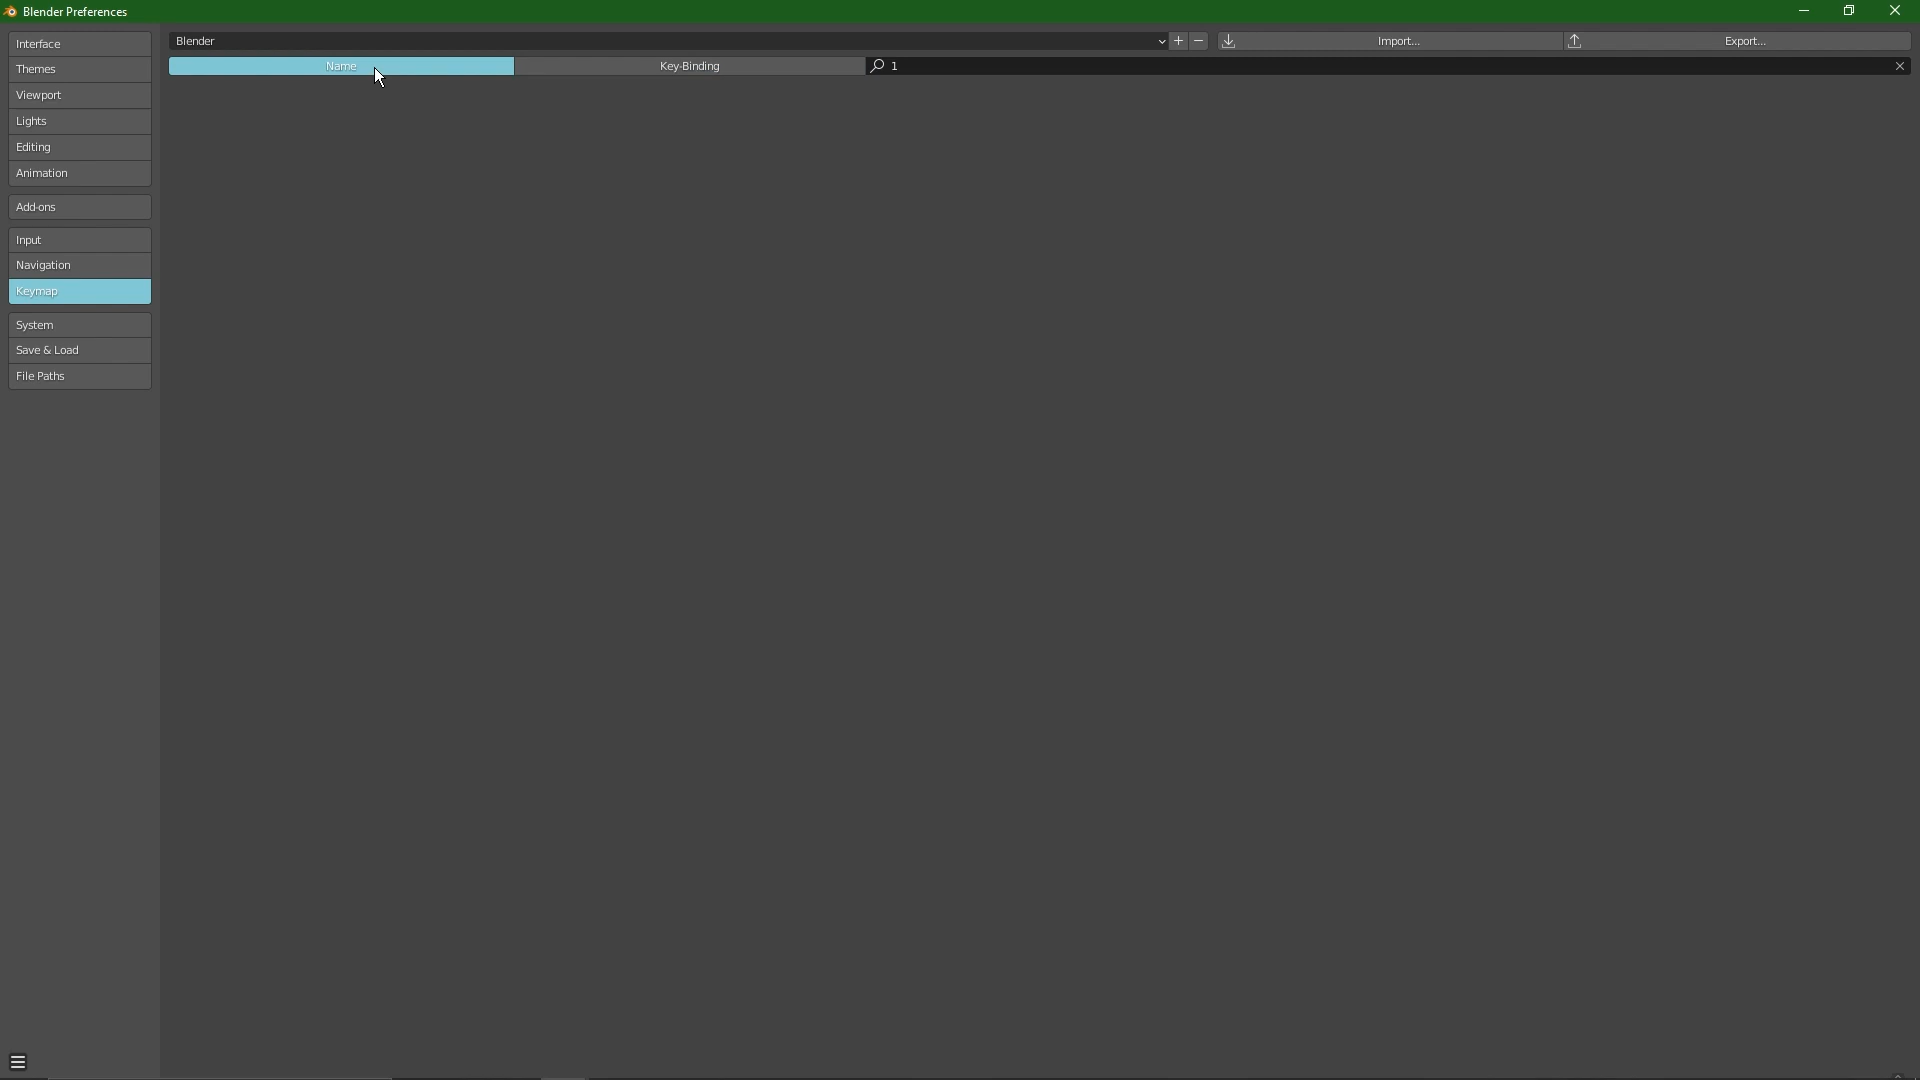 Blender Preferences
Interface
Themes
Viewport
Lights
Editing
Animation
Add-ons
Input
Navigation
Keymap
System
Save & Load
File Paths
Blender
Import...
Export...
Name
Key-Binding
1